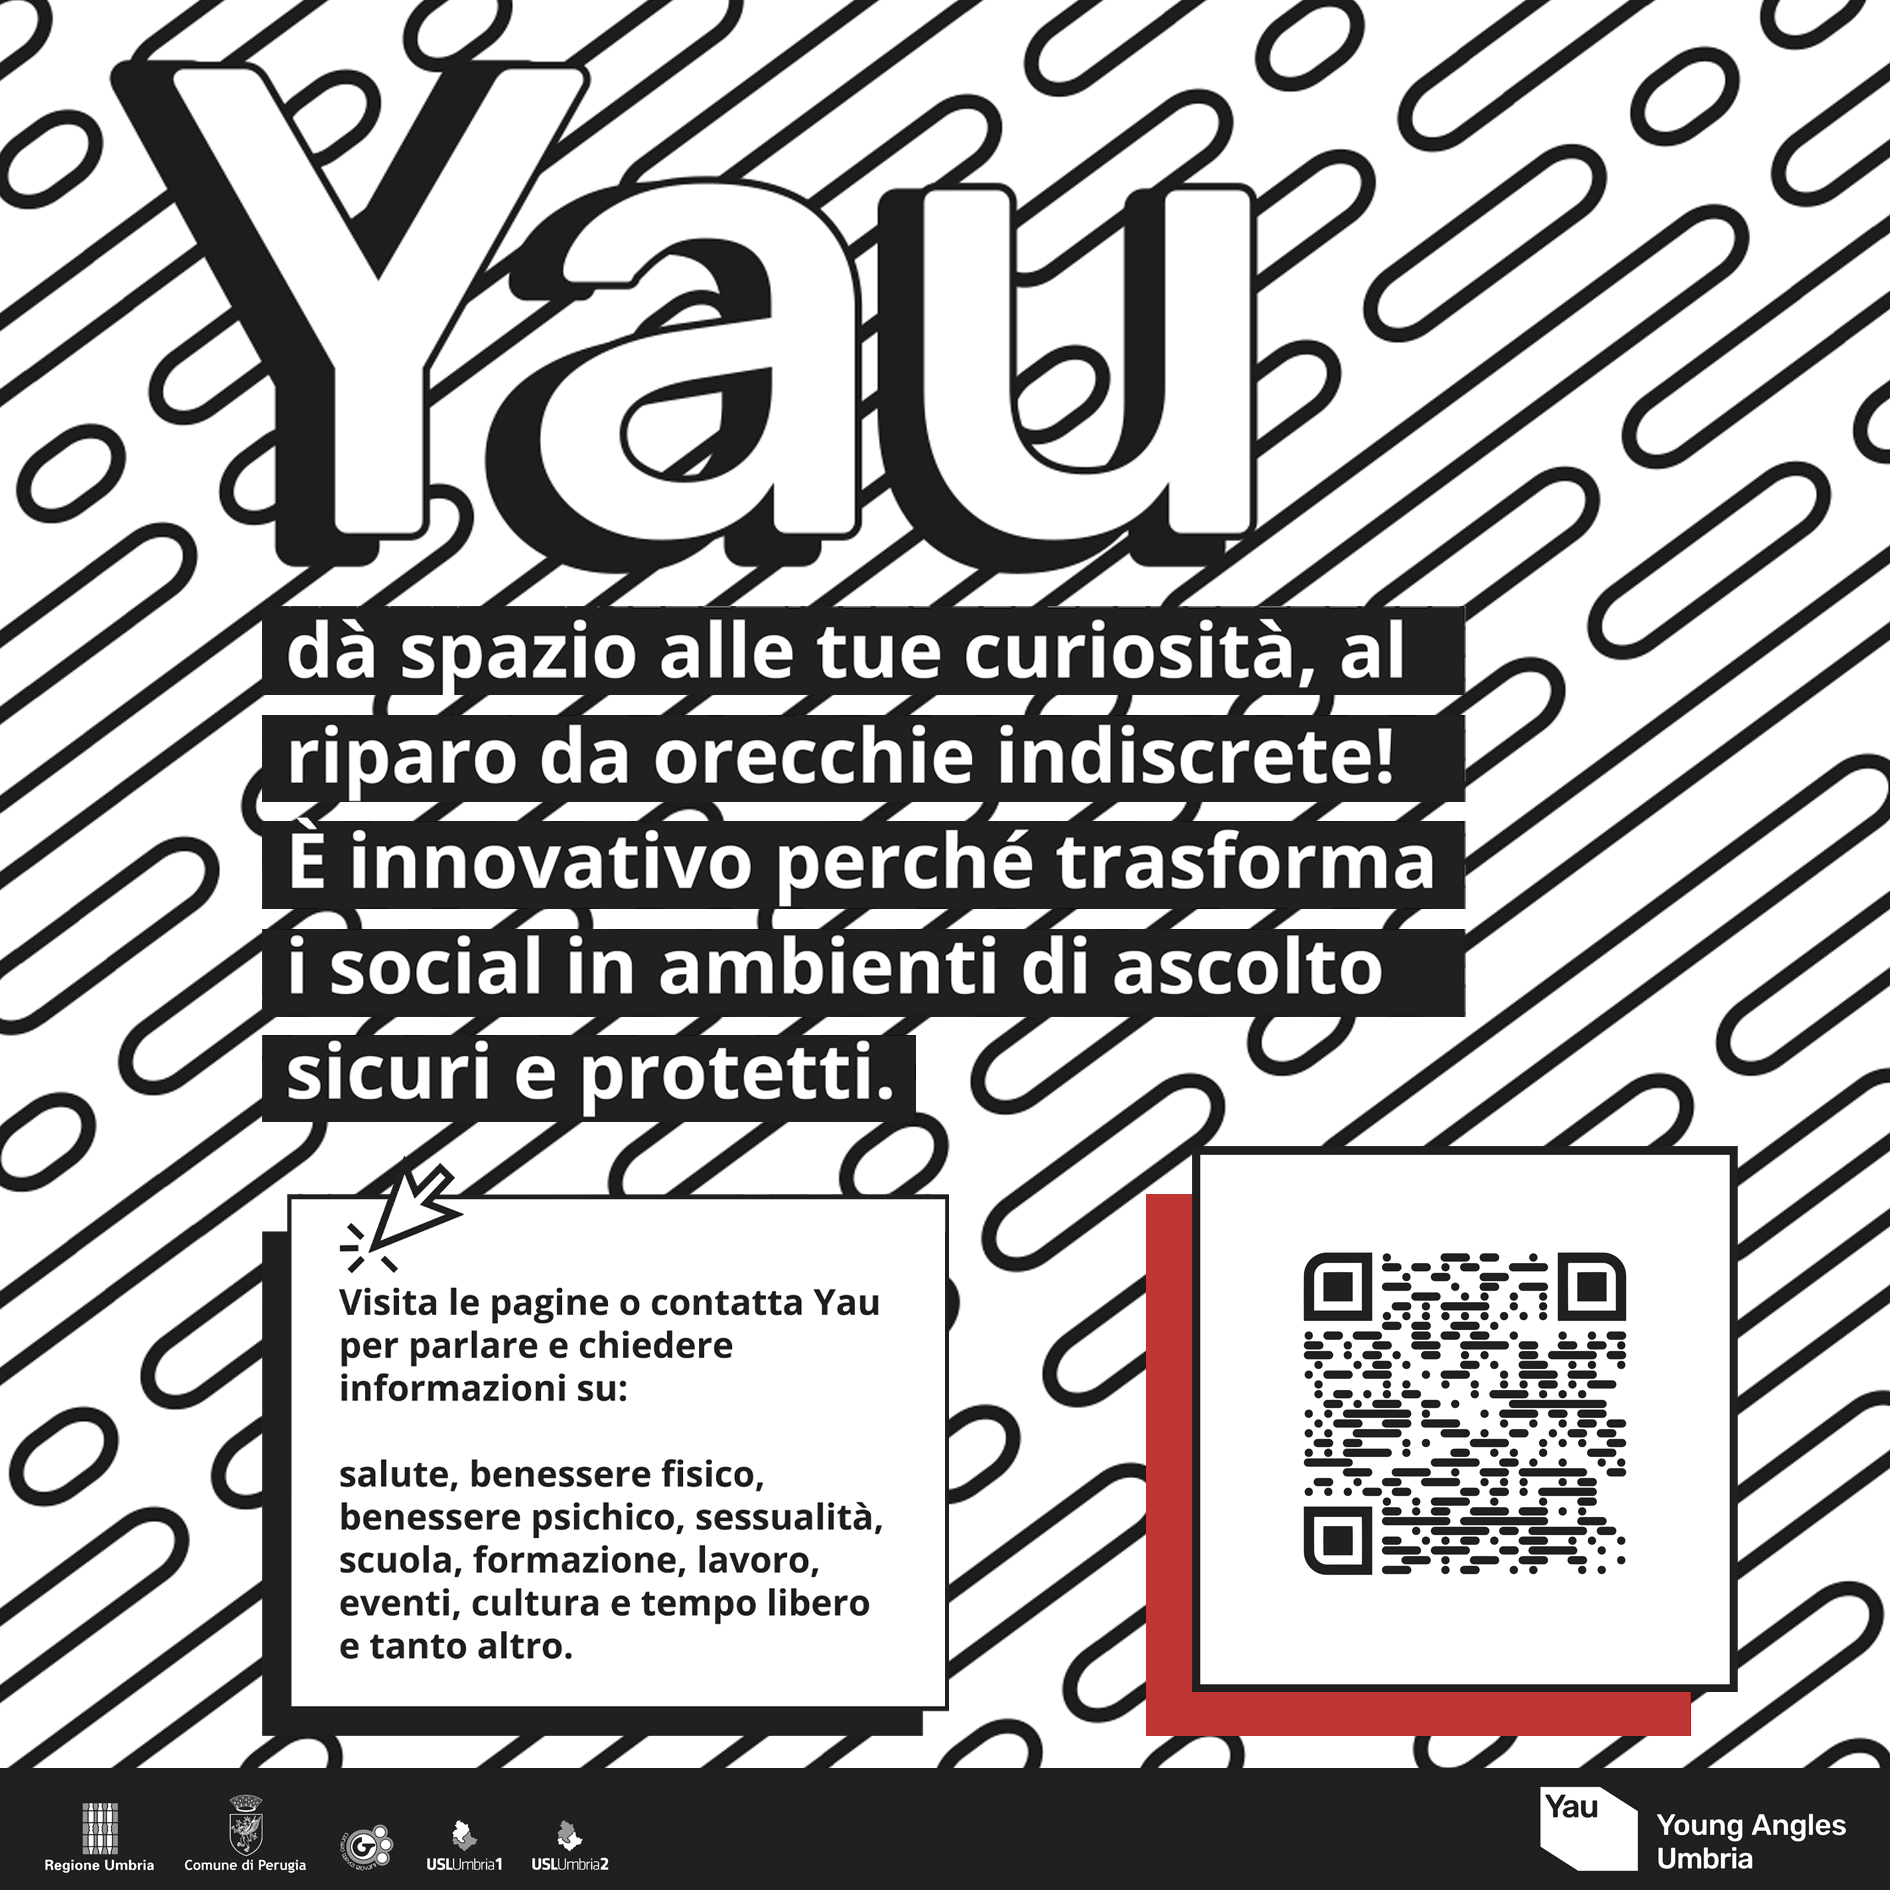 Yau
dà spazio alle tue curiosità, al
riparo da orecchie indiscrete!
È innovativo perché trasforma
i social in ambienti di ascolto
sicuri e protetti.
Visita le pagine o contatta Yau
per parlare e chiedere
informazioni su:
salute, benessere fisico,
benessere psichico, sessualità,
scuola, formazione, lavoro,
eventi, cultura e tempo libero
e tanto altro.
Regione Umbria
Comune di Perugia
G
USLUmbria1
USLUmbria2
Yau
Young Angles
Umbria